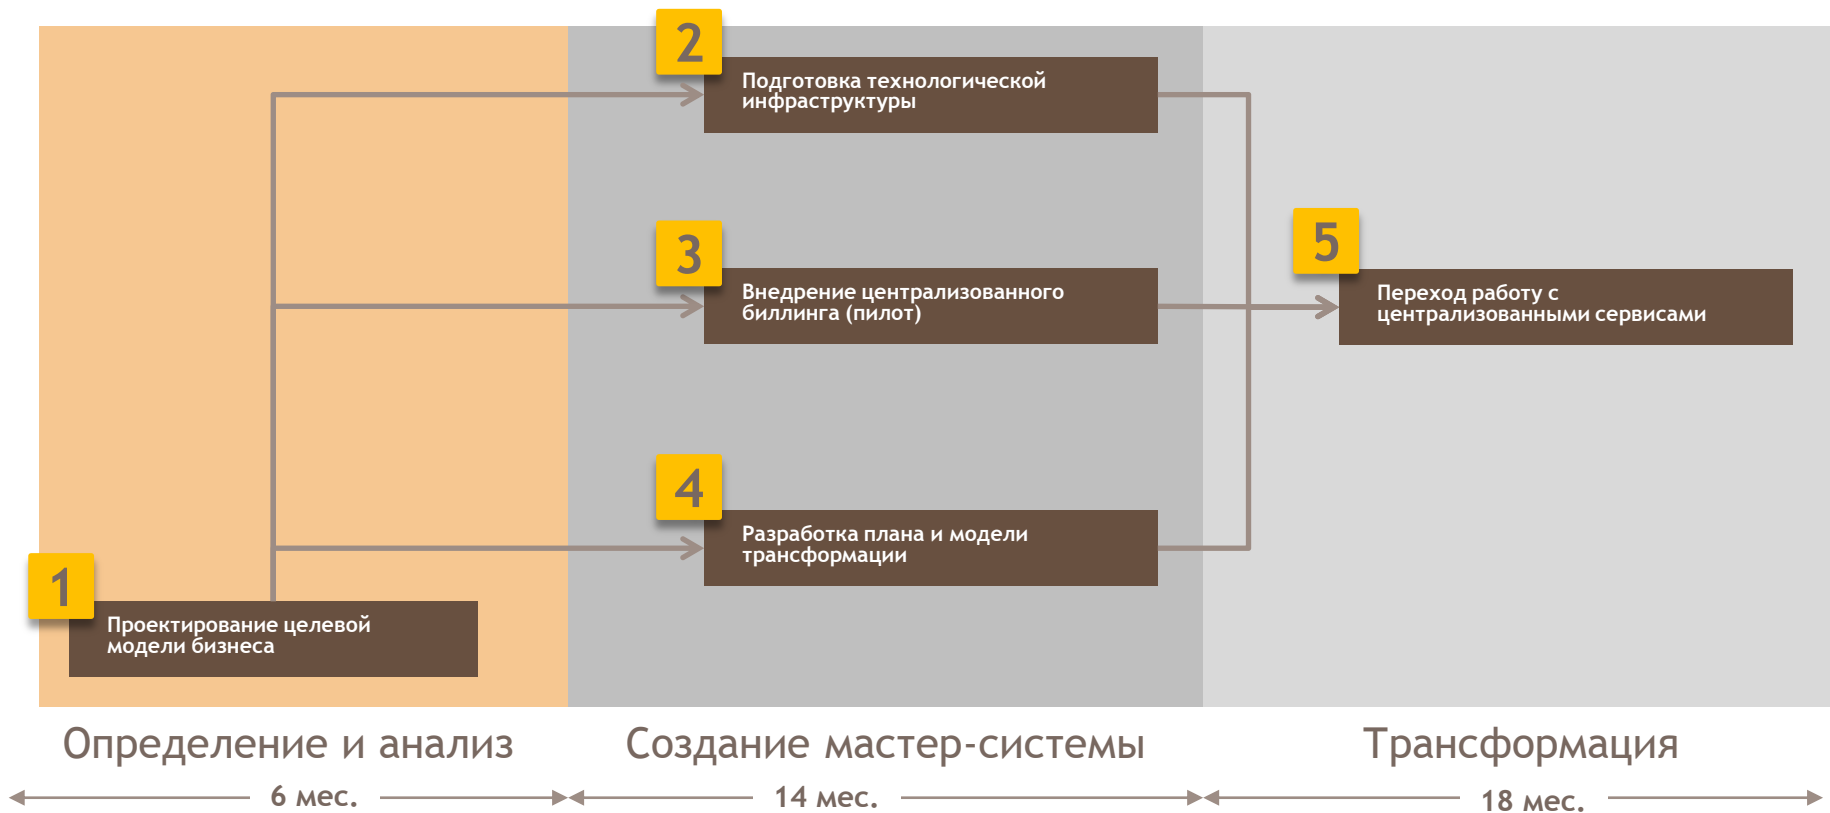 2
Подготовка технологической
инфраструктуры
3
Внедрение централизованного
биллинга (пилот)
5
Переход работу с
централизованными сервисами
4
Разработка плана и модели
трансформации
1
Проектирование целевой
модели бизнеса
Определение и анализ
Создание мастер-системы
Трансформация
6 мес.
14 мес.
18 мес.